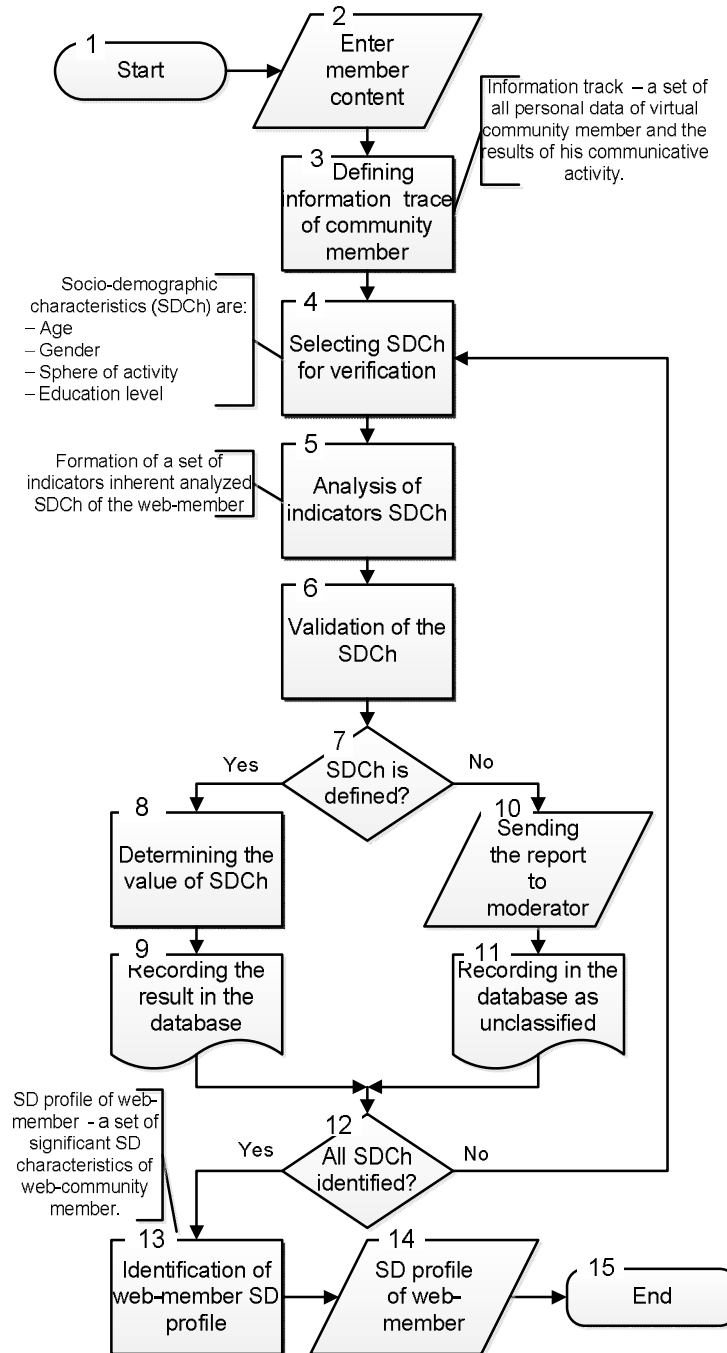 1
Start
2
Enter
member
content
Information track – a set of
all personal data of virtual
community member and the
results of his communicative
activity.
3
Defining
information trace
of community
member
Socio-demographic
characteristics (SDCh) are:
– Age
– Gender
– Sphere of activity
– Education level
4
Selecting SDCh
for verification
Formation of a set of
indicators inherent analyzed
SDCh of the web-member
5
Analysis of
indicators SDCh
6
Validation of the
SDCh
7
SDCh is
defined?
Yes
No
8
Determining the
value of SDCh
10
Sending
the report
to
moderator
9
Recording the
result in the
database
11
Recording in the
database as
unclassified
SD profile of web-
member - a set of
significant SD
characteristics of
web-community
member.
12
All SDCh
identified?
Yes
No
13
Identification of
web-member SD
profile
14
SD profile
of web-
member
15
End